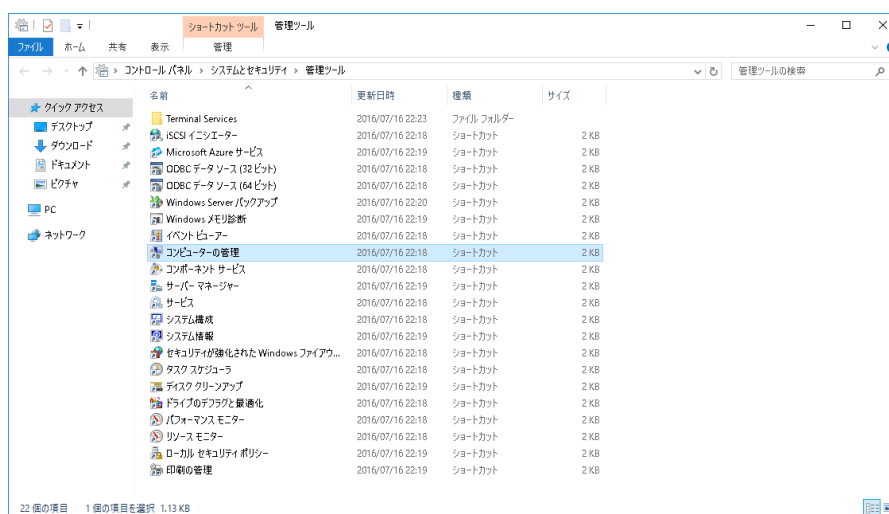 ショートカット ツール 管理ツール
ファイル ホーム 共有 表示 管理
コントロール パネル > システムとセキュリティ > 管理ツール 管理ツールの検索
名前 更新日時 種類 サイズ
クイック アクセス
デスクトップ
ダウンロード
ドキュメント
ピクチャ
PC
ネットワーク
Terminal Services 2016/07/16 22:23 ファイル フォルダー
iSCSI イニシエーター 2016/07/16 22:18 ショートカット 2 KB
Microsoft Azure サービス 2016/07/16 22:19 ショートカット 2 KB
ODBC データ ソース (32 ビット) 2016/07/16 22:18 ショートカット 2 KB
ODBC データ ソース (64 ビット) 2016/07/16 22:18 ショートカット 2 KB
Windows Server バックアップ 2016/07/16 22:20 ショートカット 2 KB
Windows メモリ診断 2016/07/16 22:19 ショートカット 2 KB
イベント ビューアー 2016/07/16 22:18 ショートカット 2 KB
コンピューターの管理 2016/07/16 22:18 ショートカット 2 KB
コンポーネント サービス 2016/07/16 22:18 ショートカット 2 KB
サーバー マネージャー 2016/07/16 22:19 ショートカット 2 KB
サービス 2016/07/16 22:18 ショートカット 2 KB
システム構成 2016/07/16 22:18 ショートカット 2 KB
システム情報 2016/07/16 22:19 ショートカット 2 KB
セキュリティが強化された Windows ファイアウ... 2016/07/16 22:18 ショートカット 2 KB
タスク スケジューラ 2016/07/16 22:18 ショートカット 2 KB
ディスク クリーンアップ 2016/07/16 22:19 ショートカット 2 KB
ドライブのデフラグと最適化 2016/07/16 22:18 ショートカット 2 KB
パフォーマンス モニター 2016/07/16 22:18 ショートカット 2 KB
リソース モニター 2016/07/16 22:18 ショートカット 2 KB
ローカル セキュリティ ポリシー 2016/07/16 22:19 ショートカット 2 KB
印刷の管理 2016/07/16 22:19 ショートカット 2 KB
22 個の項目 1 個の項目を選択 1.13 KB